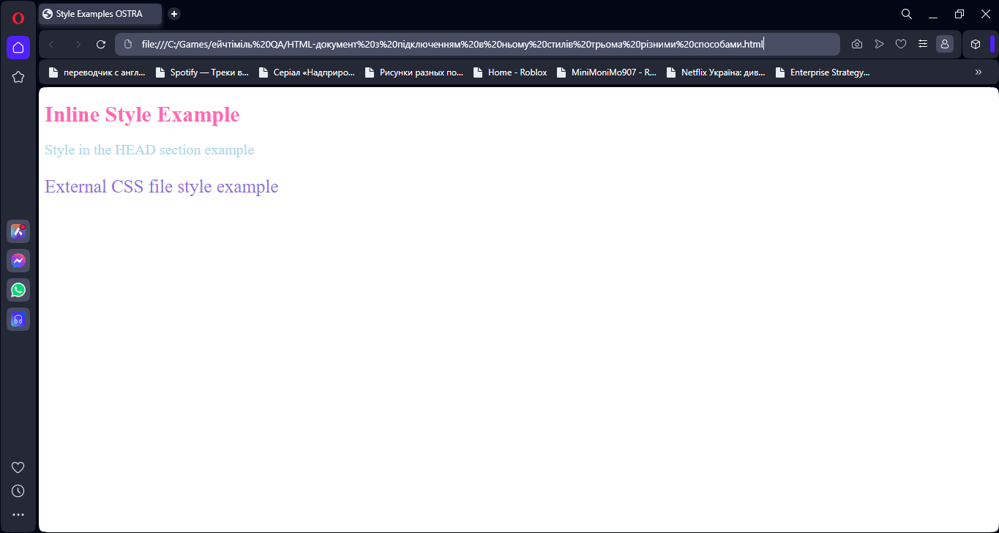 Style Examples OSTRA
file:///C:/Games/ейчтіміль%20QA/HTML-документ%20з%20підключенням%20в%20ньому%20стилів%20трьома%20різними%20способами.html
переводчик с англ... Spotify — Треки в... Серіал «Надприро... Рисунки разных по... Home - Roblox MiniMoniMo907 - R... Netflix Україна: див... Enterprise Strategy...
Inline Style Example
Style in the HEAD section example
External CSS file style example